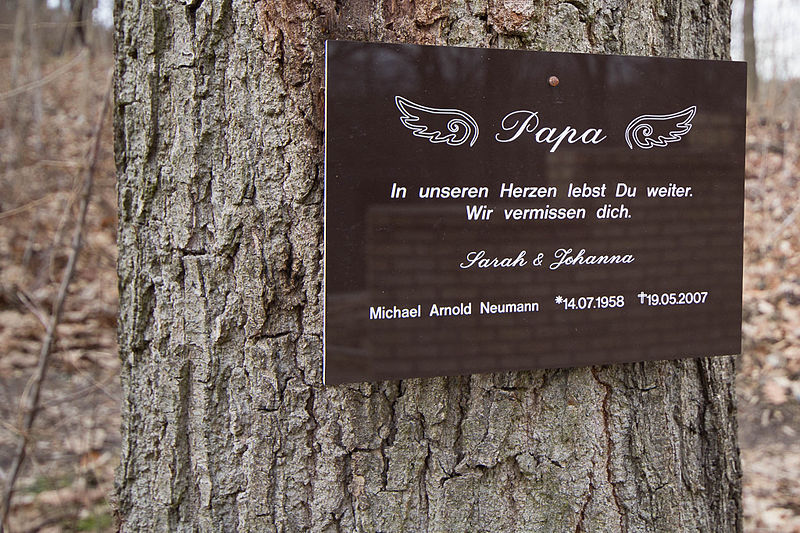 Papa
In unseren Herzen lebst Du weiter.
Wir vermissen dich.
Sarah & Johanna
Michael Arnold Neumann *14.07.1958 †19.05.2007